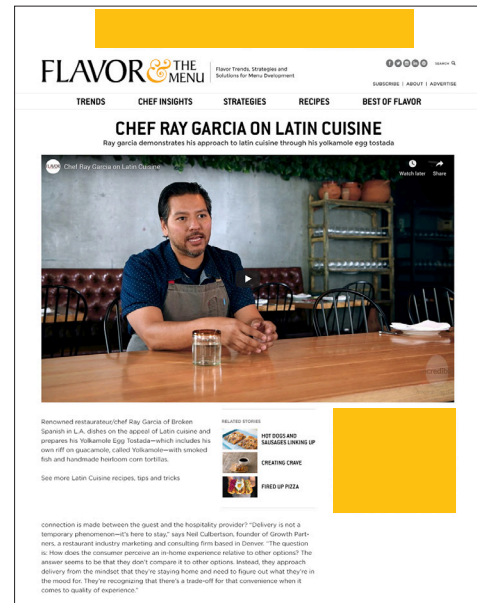 FLAVOR & THE MENU
Flavor Trends, Strategies and
Solutions for Menu Dvelopment
SEARCH
SUBSCRIBE | ABOUT | ADVERTISE
TRENDS CHEF INSIGHTS STRATEGIES RECIPES BEST OF FLAVOR
CHEF RAY GARCIA ON LATIN CUISINE
Ray garcia demonstrates his approach to latin cuisine through his yolkamole egg tostada
FLAVOR Chef Ray Garcia on Latin Cuisine
Watch later Share
Renowned restaurateur/chef Ray Garcia of Broken
Spanish in L.A. dishes on the appeal of Latin cuisine and
prepares his Yolkamole Egg Tostada—which includes his
own riff on guacamole, called Yolkamole—with smoked
fish and handmade heirloom corn tortillas.
See more Latin Cuisine recipes, tips and tricks
RELATED STORIES
HOT DOGS AND
SAUSAGES LINKING UP
CREATING CRAVE
FIRED UP PIZZA
connection is made between the guest and the hospitality provider? “Delivery is not a
temporary phenomenon—it’s here to stay,” says Neil Culbertson, founder of Growth Part-
ners, a restaurant industry marketing and consulting firm based in Denver. “The question
is: How does the consumer perceive an in-home experience relative to other options? The
answer seems to be that they don’t compare it to other options. Instead, they approach
delivery from the mindset that they’re staying home and need to figure out what they’re in
the mood for. They’re recognizing that there’s a trade-off for that convenience when it
comes to quality of experience.”